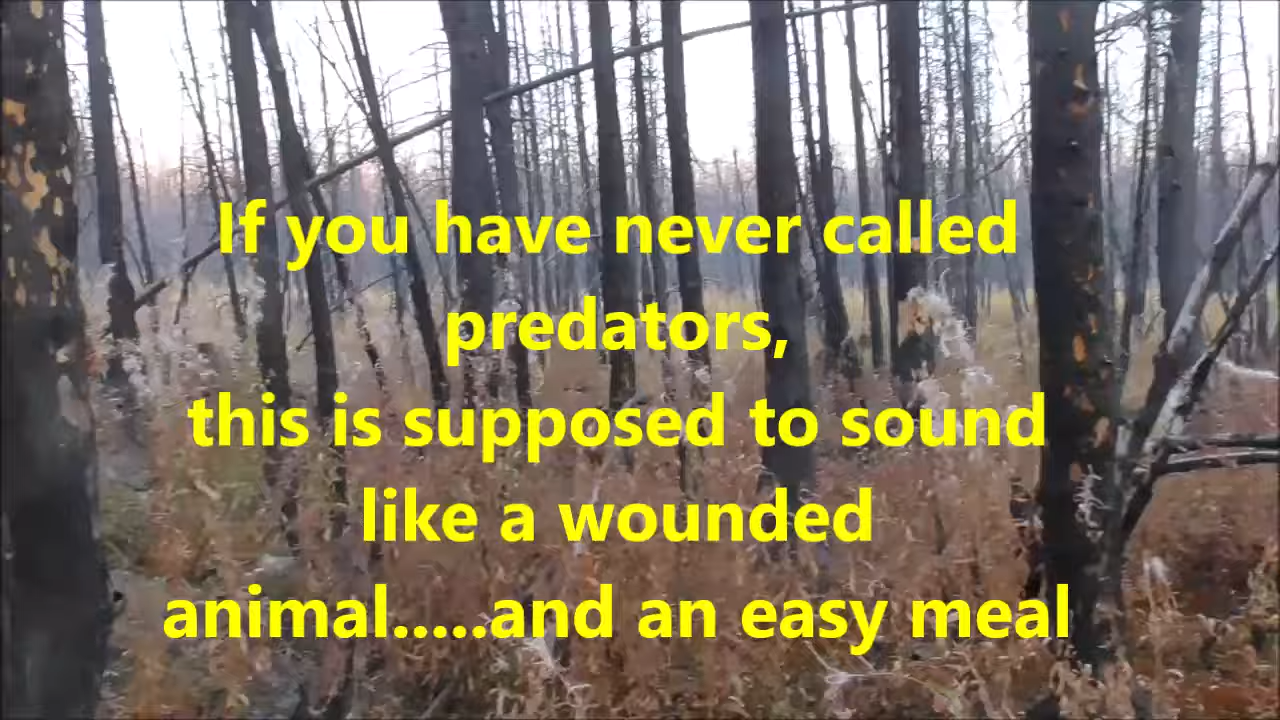 If you have never called
predators,
this is supposed to sound
like a wounded
animal.....and an easy meal